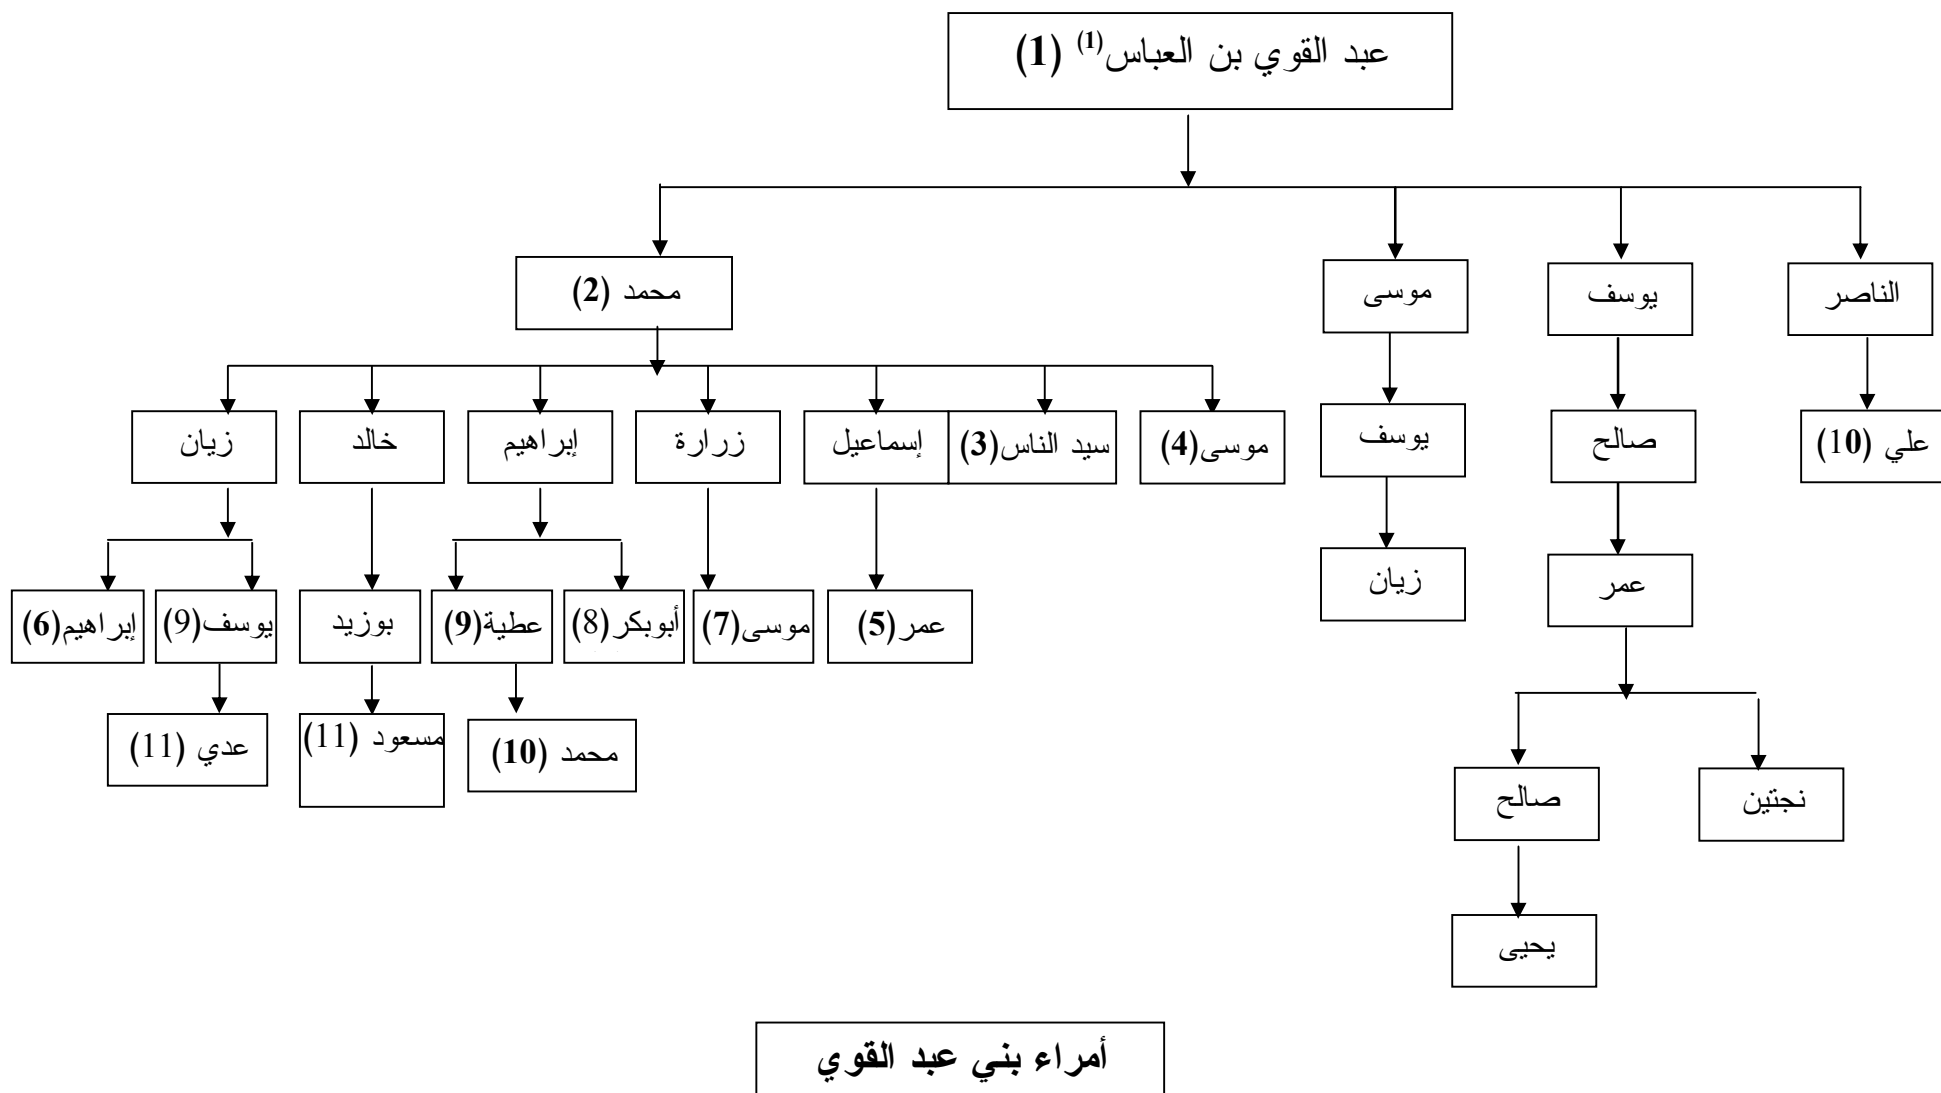 عبد القوي بن العباس(1) (1)
الناصر
يوسف
موسى
محمد (2)
علي (10)
صالح
يوسف
موسى(4)
سيد الناس(3)
إسماعيل
زرارة
إبراهيم
خالد
زيان
عمر
زيان
عمر(5)
موسى(7)
أبوبكر(8)
عطية(9)
بوزيد
يوسف(9)
إبراهيم(6)
نجتين
صالح
محمد (10)
مسعود (11)
عدي (11)
يحيى
أمراء بني عبد القوي